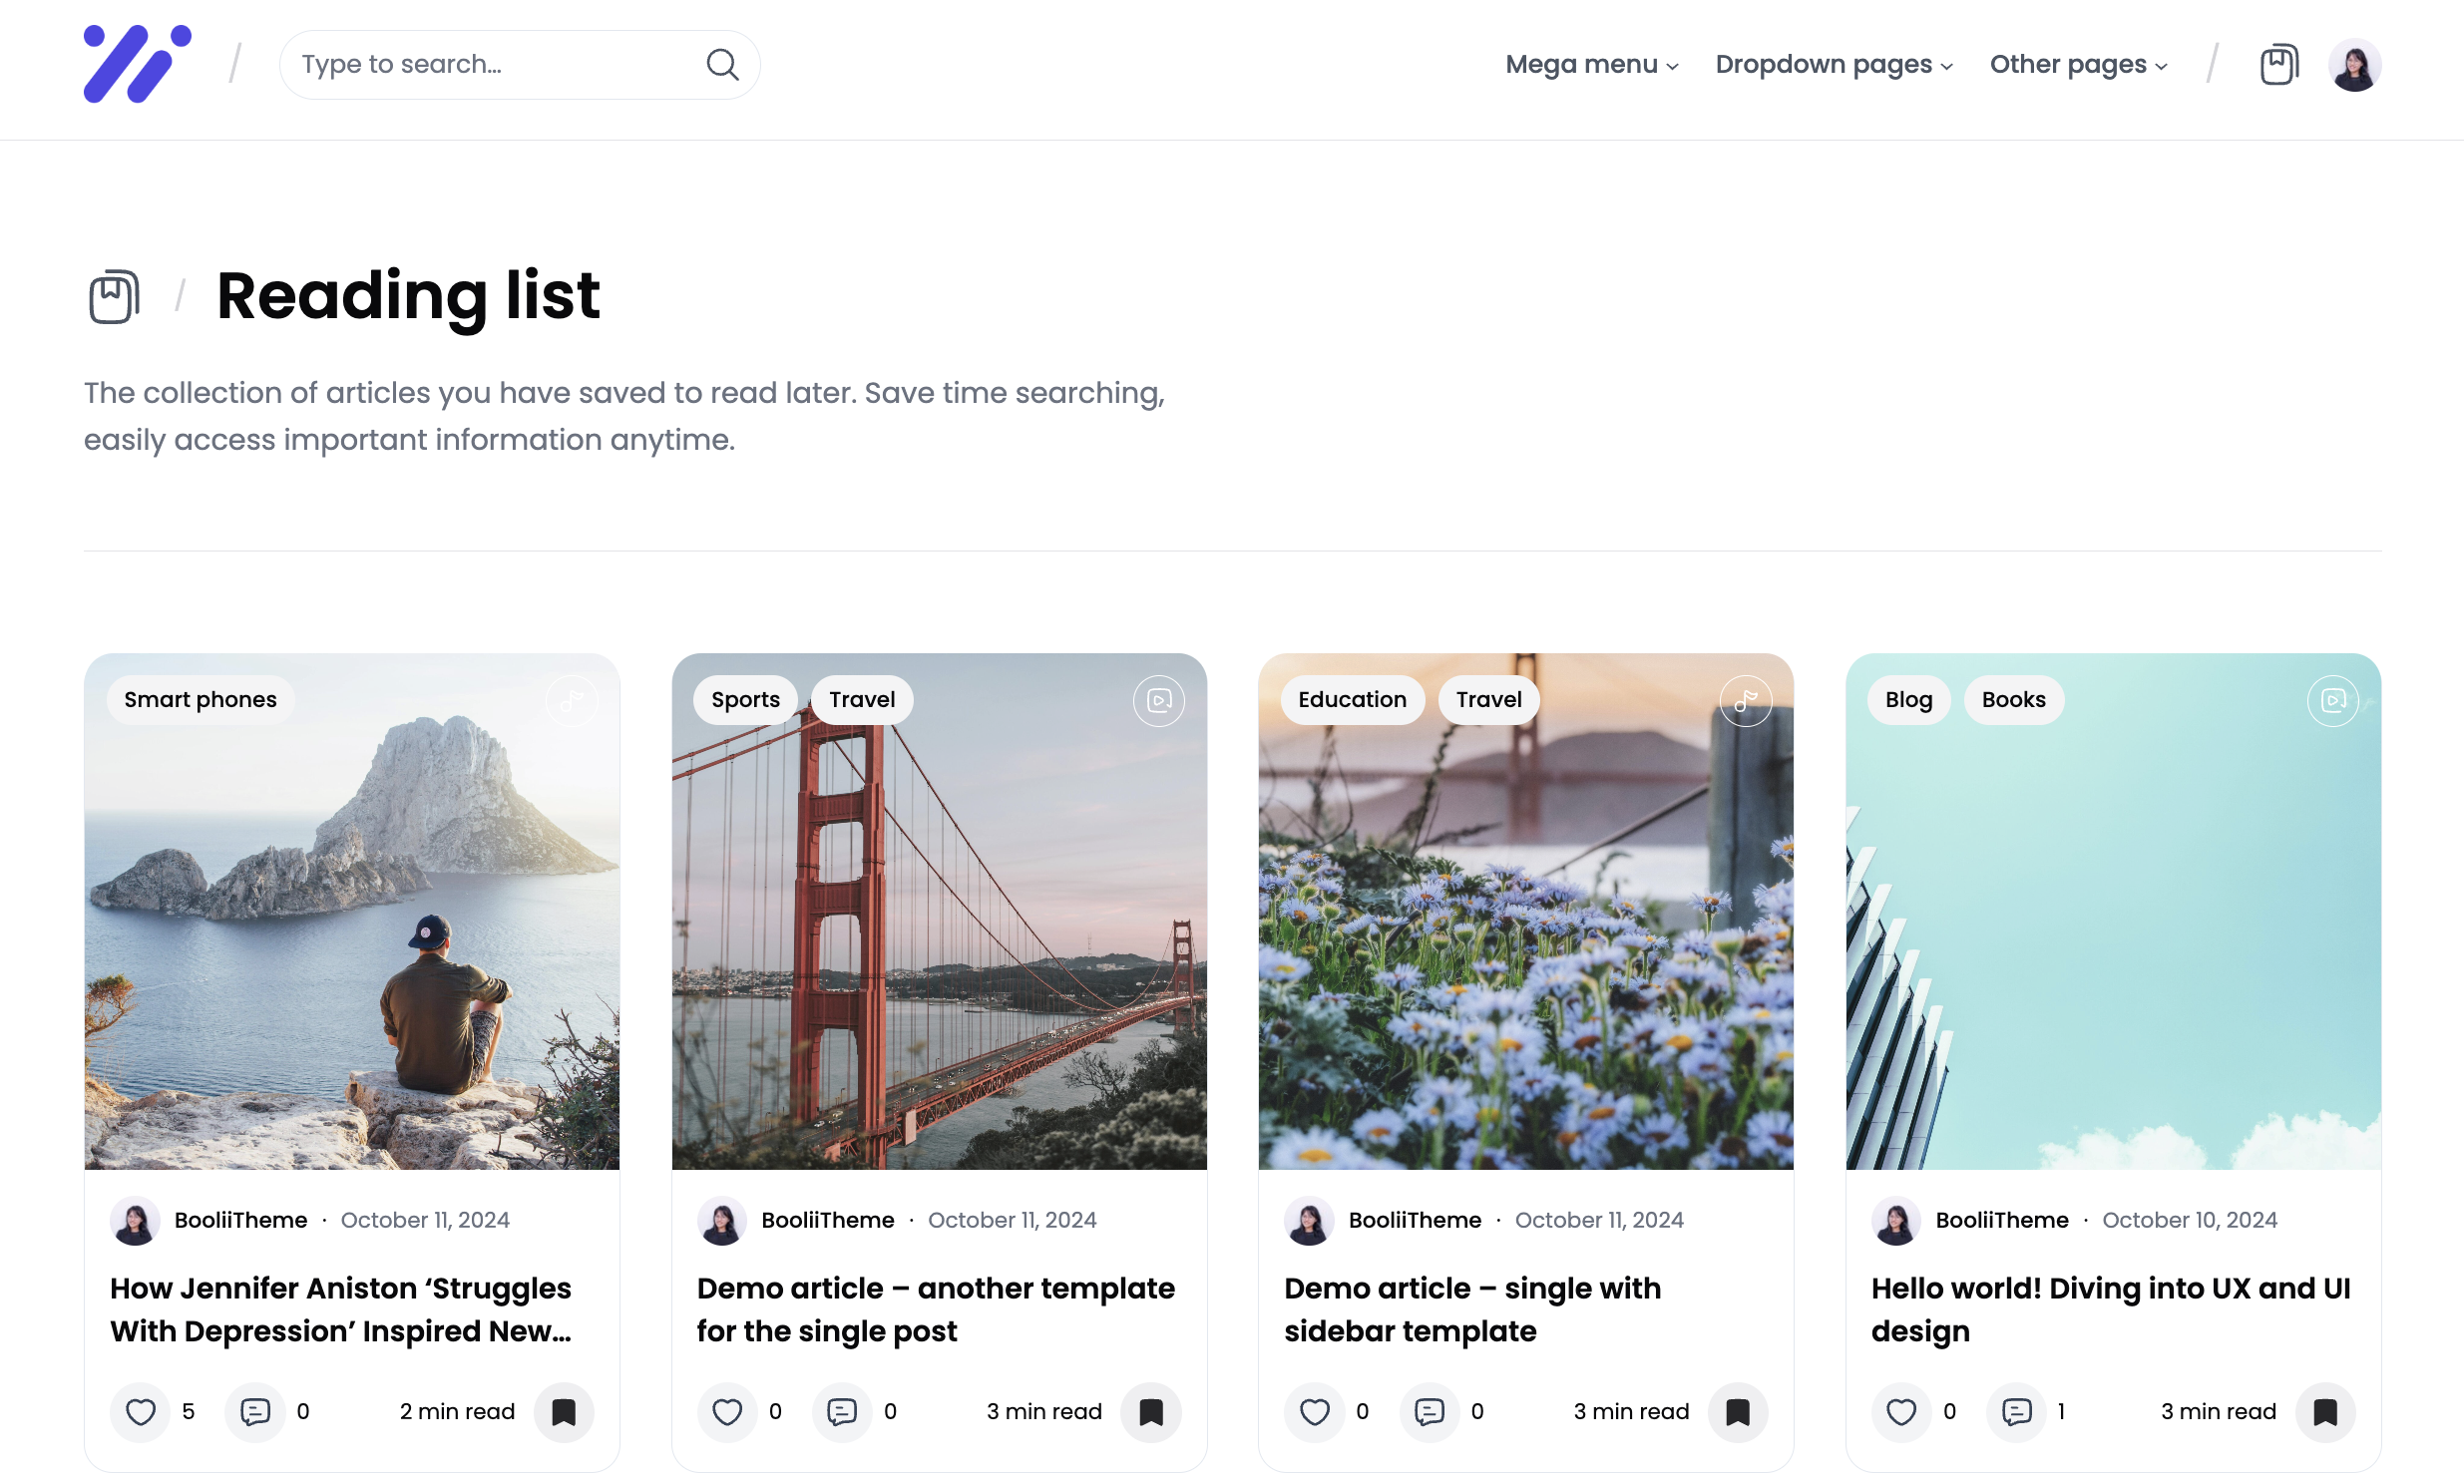 Type to search...
Mega menu
Dropdown pages
Other pages
/ Reading list
The collection of articles you have saved to read later. Save time searching,
easily access important information anytime.
Smart phones
BooliiTheme · October 11, 2024
How Jennifer Aniston ‘Struggles
With Depression’ Inspired New...
5 0 2 min read
Sports Travel
BooliiTheme · October 11, 2024
Demo article – another template
for the single post
0 0 3 min read
Education Travel
BooliiTheme · October 11, 2024
Demo article – single with
sidebar template
0 0 3 min read
Blog Books
BooliiTheme · October 10, 2024
Hello world! Diving into UX and UI
design
0 1 3 min read